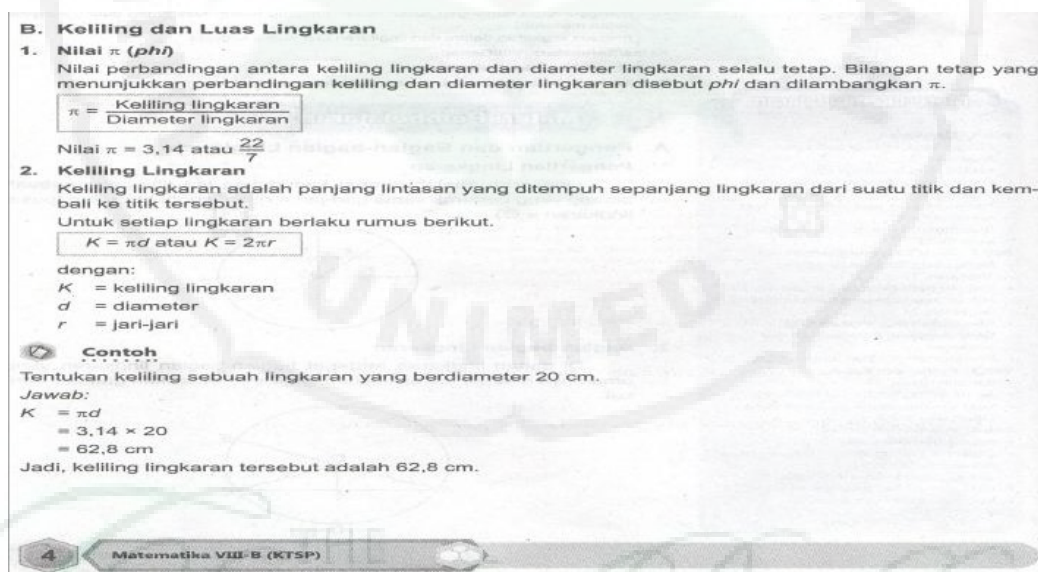 B. Keliling dan Luas Lingkaran
1. Nilai π (phi)
Nilai perbandingan antara keliling lingkaran dan diameter lingkaran selalu tetap. Bilangan tetap yang
menunjukkan perbandingan keliling dan diameter lingkaran disebut phi dan dilambangkan π.
π = Keliling lingkaran / Diameter lingkaran
Nilai π = 3,14 atau 22/7
2. Keliling Lingkaran
Keliling lingkaran adalah panjang lintasan yang ditempuh sepanjang lingkaran dari suatu titik dan kem-
bali ke titik tersebut.
Untuk setiap lingkaran berlaku rumus berikut.
K = πd atau K = 2πr
dengan:
K = keliling lingkaran
d = diameter
r = jari-jari
Contoh
Tentukan keliling sebuah lingkaran yang berdiameter 20 cm.
Jawab:
K = πd
= 3,14 × 20
= 62,8 cm
Jadi, keliling lingkaran tersebut adalah 62,8 cm.
4 Matematika VIII-B (KTSP)
UNIMED